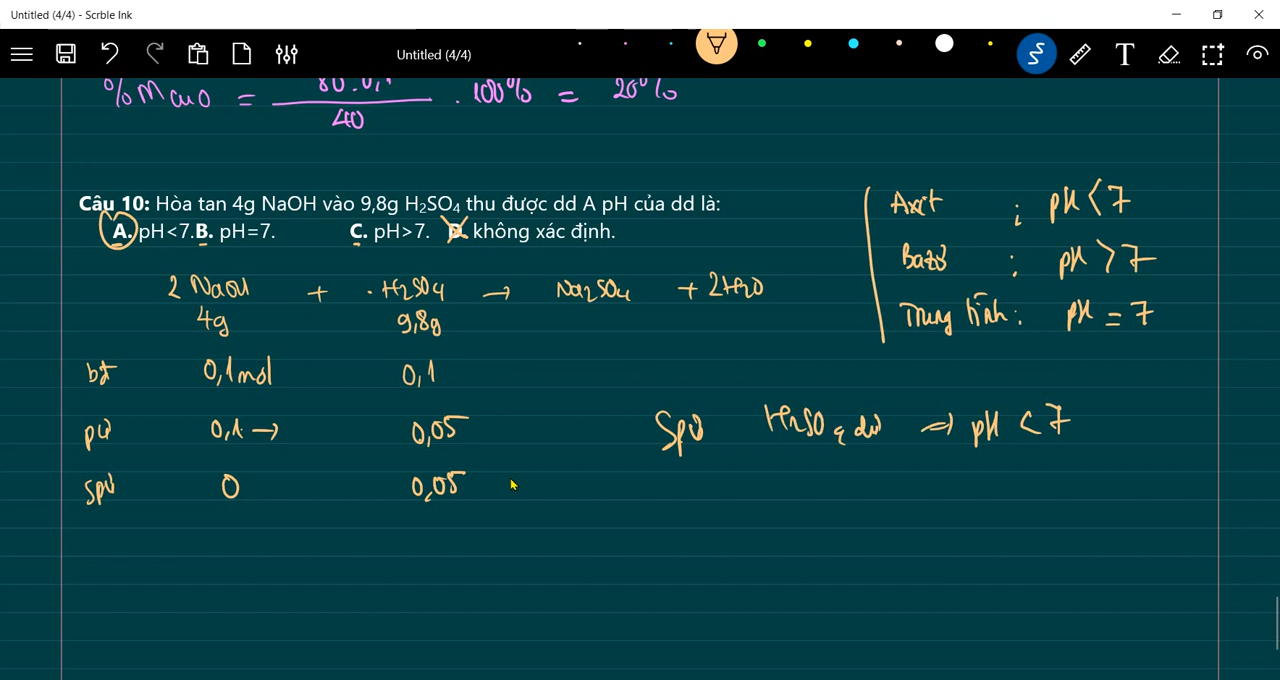 Untitled (4/4) - Scrble Ink
Untitled (4/4)
T
%mCuO = 80.0,1 / 40 . 100% = 20%
Câu 10: Hòa tan 4g NaOH vào 9,8g H₂SO₄ thu được dd A pH của dd là:
A. pH<7.B. pH=7. C. pH>7. D. không xác định.
Axit : pH < 7
Bazơ : pH > 7
Trung tính : pH = 7
2 NaOH + H2SO4 → Na2SO4 + 2H2O
4g 9,8g
bđ 0,1mol 0,1
pư 0,1 → 0,05
spư 0 0,05
Spư H2SO4 dư => pH < 7